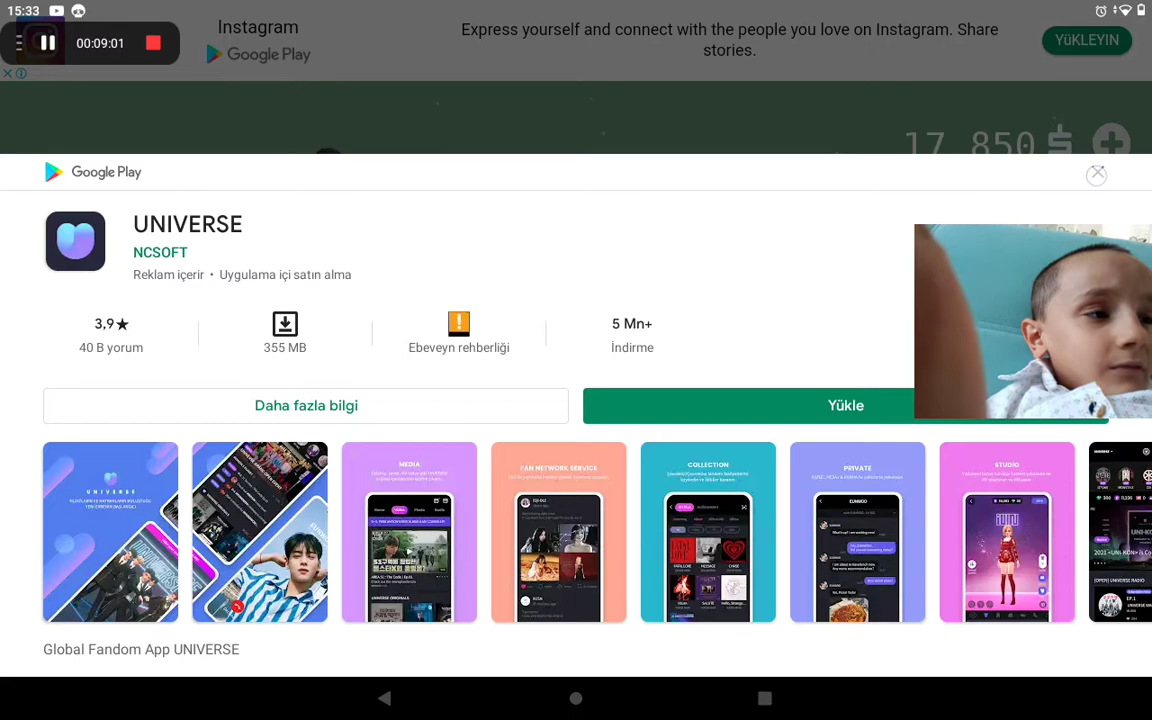 15:33
00:09:01
Instagram
Google Play
Express yourself and connect with the people you love on Instagram. Share
stories.
YüKLEYIN
17 850 $
Google Play
UNIVERSE
NCSOFT
Reklam içerir • Uygulama içi satın alma
3,9★
40 B yorum
355 MB
Ebeveyn rehberliği
5 Mn+
İndirme
Daha fazla bilgi
Yükle
UNIVERSE
MEDIA
FAN NETWORK SERVICE
COLLECTION
PRIVATE
STUDIO
Global Fandom App UNIVERSE